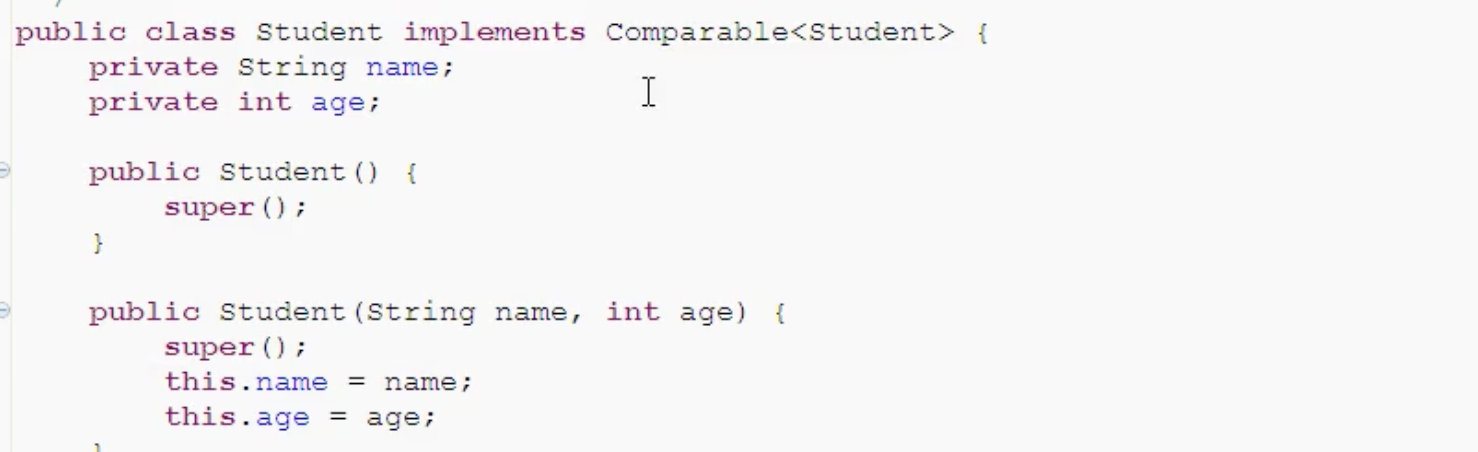 public class Student implements Comparable<Student> {
private String name;
private int age;
public Student() {
super();
}
public Student(String name, int age) {
super();
this.name = name;
this.age = age;
}